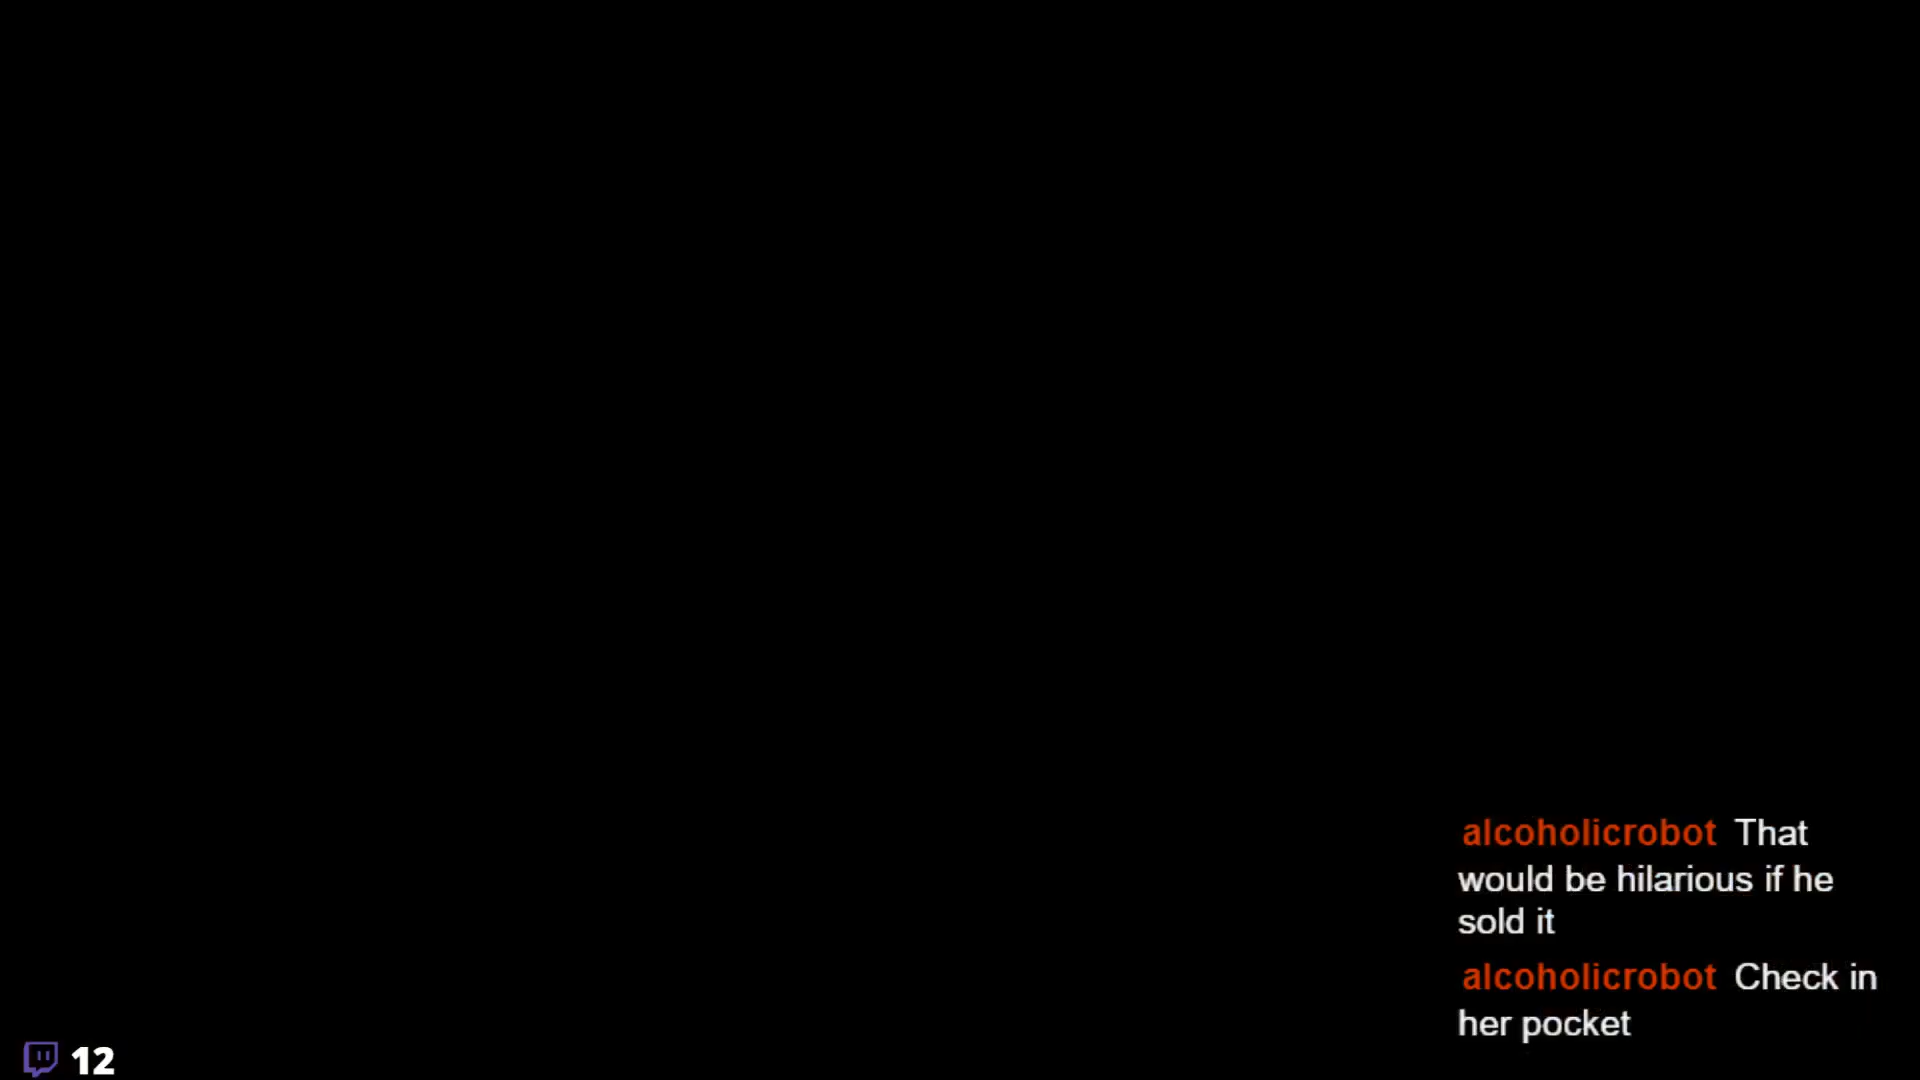 alcoholicrobot That
would be hilarious if he
sold it
alcoholicrobot Check in
her pocket
12